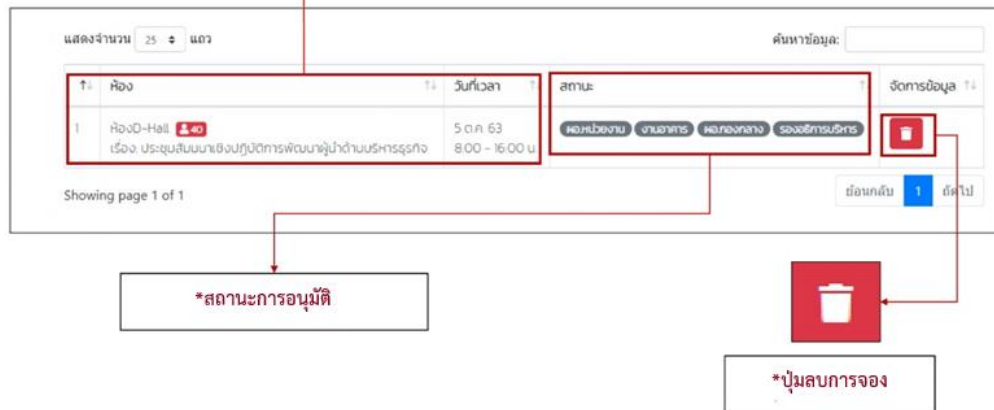 แสดงจำนวน 25 แถว
ค้นหาข้อมูล:
ห้อง วันที่เวลา สถานะ จัดการข้อมูล
1 ห้องD-Hall 40 5 ต.ค. 63 ผอ.หน่วยงาน งานอาคาร ผอ.กองกลาง รองอธิการบริหาร
เรื่อง: ประชุมสัมมนาเชิงปฏิบัติการพัฒนาผู้นำด้านบริหารธุรกิจ 8:00 - 16:00 น
Showing page 1 of 1
ย้อนกลับ 1 ถัดไป
*สถานะการอนุมัติ
*ปุ่มลบการจอง